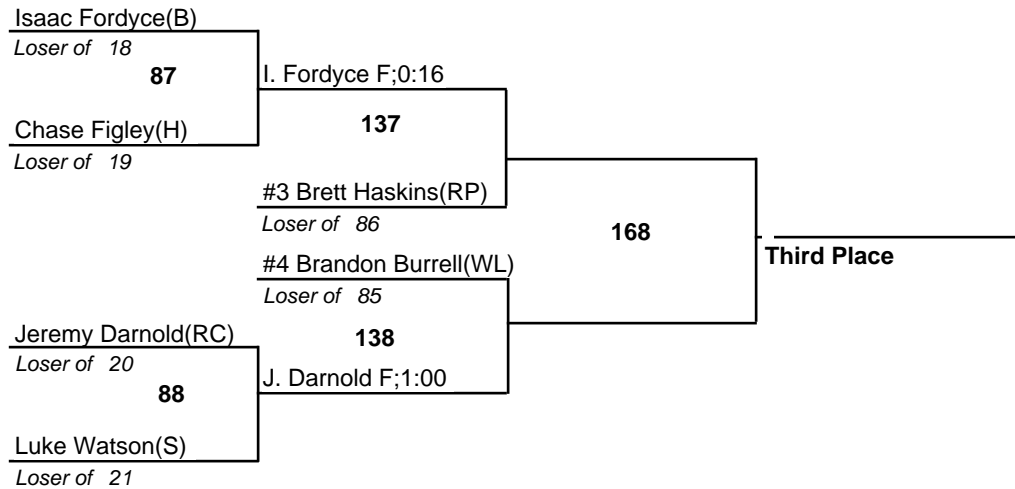 Isaac Fordyce(B)
Loser of 18
87
I. Fordyce F;0:16
Chase Figley(H)
Loser of 19
137
#3 Brett Haskins(RP)
Loser of 86
168
Third Place
#4 Brandon Burrell(WL)
Loser of 85
138
Jeremy Darnold(RC)
Loser of 20
88
J. Darnold F;1:00
Luke Watson(S)
Loser of 21